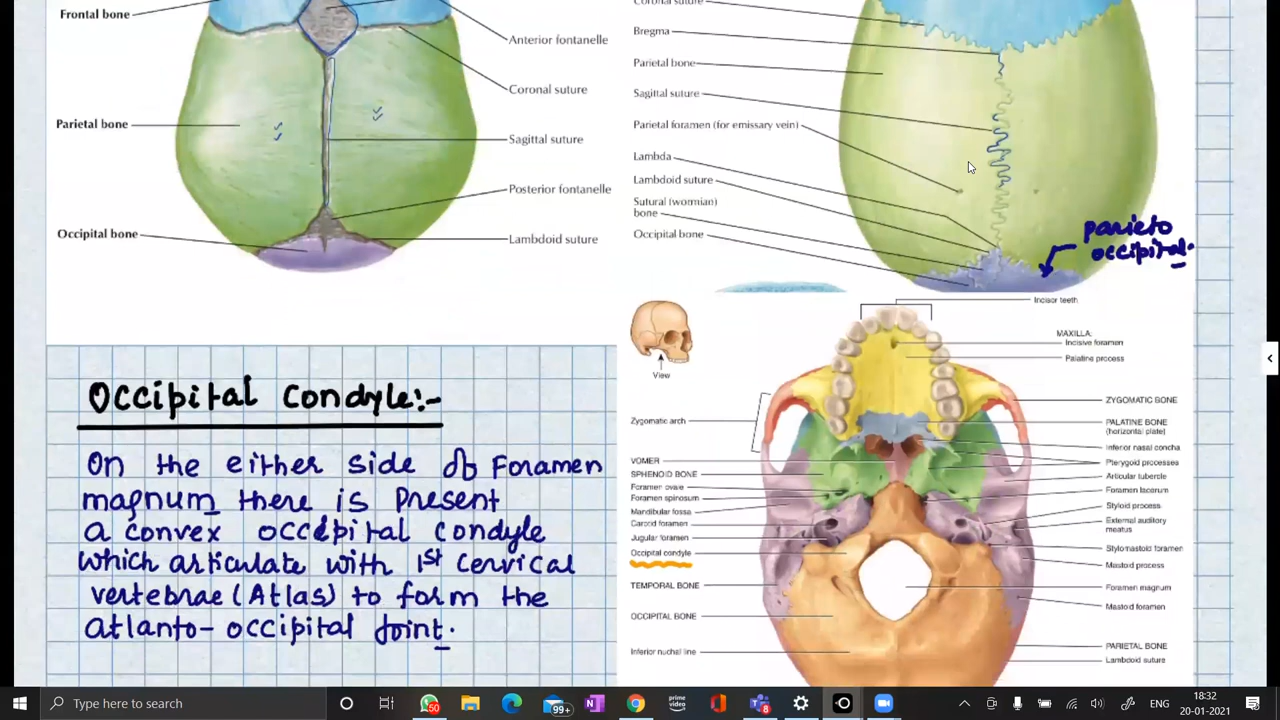 Frontal bone
Anterior fontanelle
Coronal suture
Parietal bone
Sagittal suture
Posterior fontanelle
Occipital bone
Lambdoid suture
Coronal suture
Bregma
Parietal bone
Sagittal suture
Parietal foramen (for emissary vein)
Lambda
Lambdoid suture
Sutural (wormian)
bone
Occipital bone
parieto
occipital.
Occipital Condyle:-
On the either side of Foramen
magnum there is present
a convex occipital condyle
which articulate with 1st Cervical
vertebrae (Atlas) to form the
atlanto-occipital Joint.
View
Zygomatic arch
VOMER
SPHENOID BONE
Foramen ovale
Foramen spinosum
Mandibular fossa
Carotid foramen
Jugular foramen
Occipital condyle
TEMPORAL BONE
OCCIPITAL BONE
Inferior nuchal line
Incisor teeth
MAXILLA:
Incisive foramen
Palatine process
ZYGOMATIC BONE
PALATINE BONE
(horizontal plate)
Inferior nasal concha
Pterygoid processes
Articular tubercle
Foramen lacerum
Styloid process
External auditory
meatus
Stylomastoid foramen
Mastoid process
Foramen magnum
Mastoid foramen
PARIETAL BONE
Lambdoid suture
Type here to search
50
99+
N
prime
video
8
ENG
18:32
20-01-2021